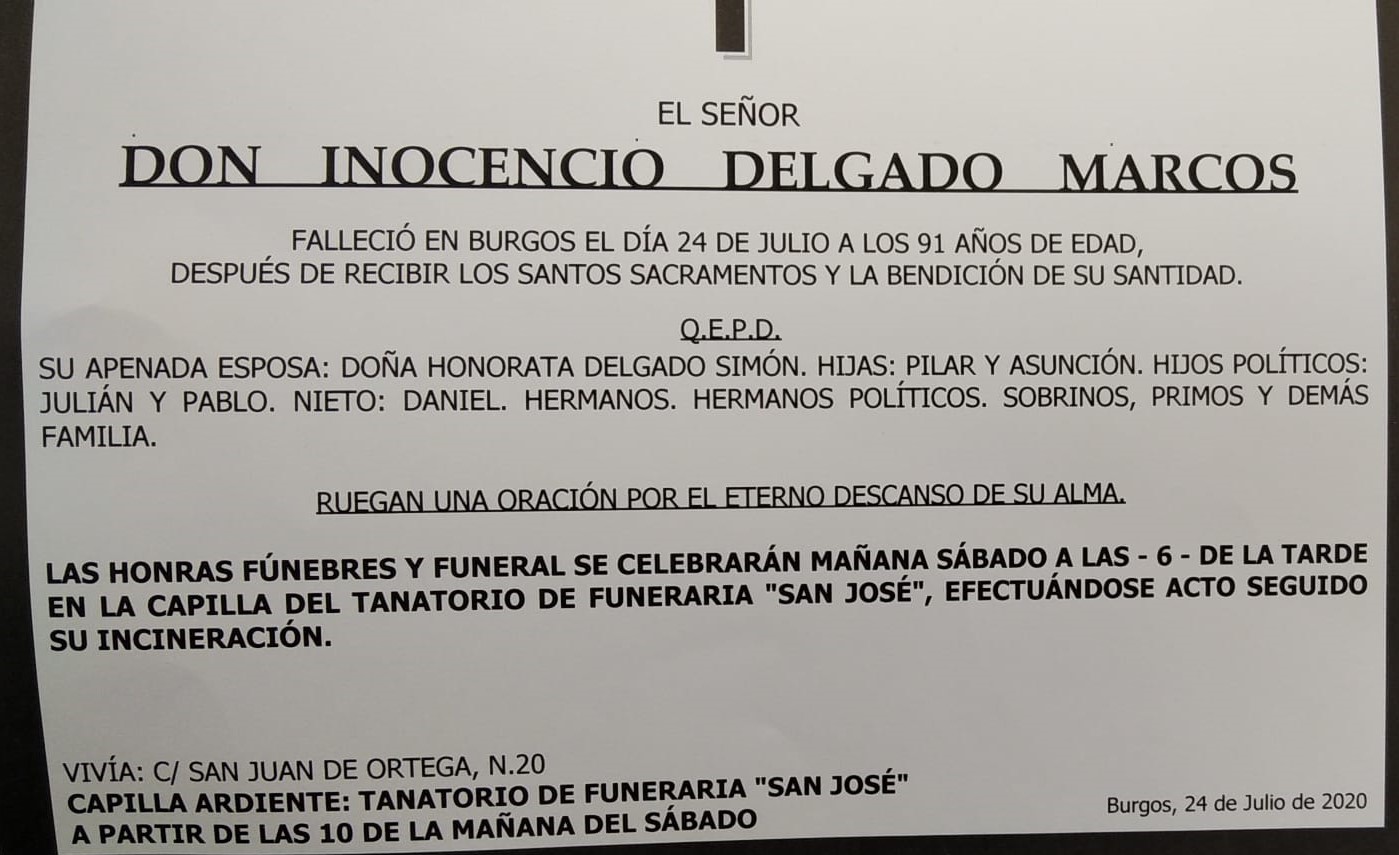 EL SEÑOR
DON INOCENCIO DELGADO MARCOS
FALLECIÓ EN BURGOS EL DÍA 24 DE JULIO A LOS 91 AÑOS DE EDAD,
DESPUÉS DE RECIBIR LOS SANTOS SACRAMENTOS Y LA BENDICIÓN DE SU SANTIDAD.
Q.E.P.D.
SU APENADA ESPOSA: DOÑA HONORATA DELGADO SIMÓN. HIJAS: PILAR Y ASUNCIÓN. HIJOS POLÍTICOS:
JULIÁN Y PABLO. NIETO: DANIEL. HERMANOS. HERMANOS POLÍTICOS. SOBRINOS, PRIMOS Y DEMÁS
FAMILIA.
RUEGAN UNA ORACIÓN POR EL ETERNO DESCANSO DE SU ALMA.
LAS HONRAS FÚNEBRES Y FUNERAL SE CELEBRARÁN MAÑANA SÁBADO A LAS - 6 - DE LA TARDE
EN LA CAPILLA DEL TANATORIO DE FUNERARIA "SAN JOSÉ", EFECTUÁNDOSE ACTO SEGUIDO
SU INCINERACIÓN.
VIVÍA: C/ SAN JUAN DE ORTEGA, N.20
CAPILLA ARDIENTE: TANATORIO DE FUNERARIA "SAN JOSÉ"
A PARTIR DE LAS 10 DE LA MAÑANA DEL SÁBADO
Burgos, 24 de Julio de 2020